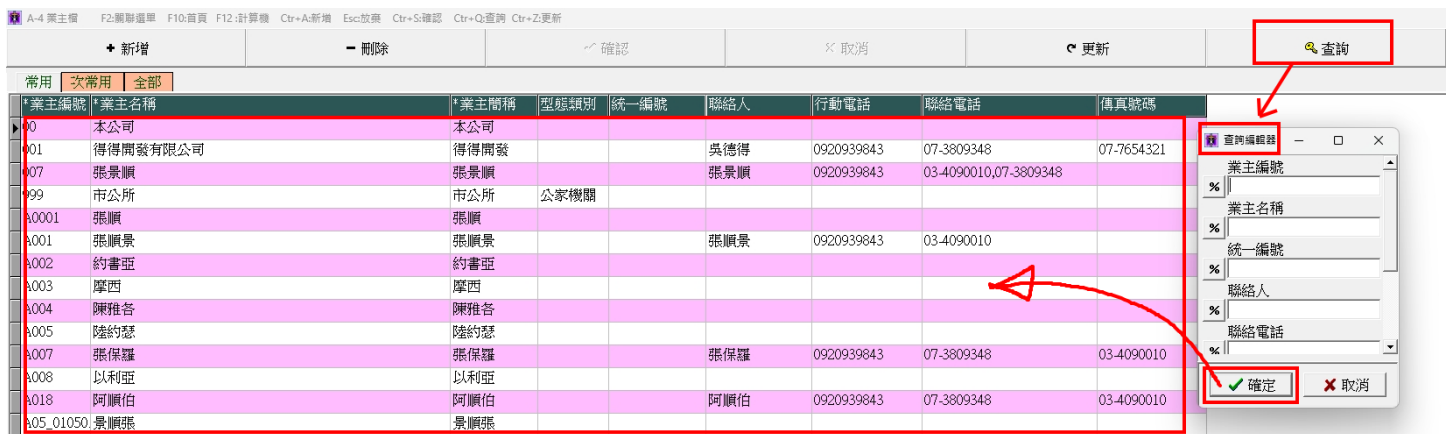 A-4 業主檔 F2:關聯選單 F10:首頁 F12 :計算機 Ctr+A:新增 Esc:放棄 Ctr+S:確認 Ctr+Q:查詢 Ctr+Z:更新
+ 新增 − 刪除 確認 取消 更新 查詢
常用 次常用 全部
*業主編號 *業主名稱 *業主簡稱 型態類別 統一編號 聯絡人 行動電話 聯絡電話 傳真號碼
00 本公司 本公司
001 得得開發有限公司 得得開發 吳德得 0920939843 07-3809348 07-7654321
007 張景順 張景順 張景順 0920939843 03-4090010,07-3809348
999 市公所 市公所 公家機關
A0001 張順 張順
A001 張順景 張順景 張順景 0920939843 03-4090010
A002 約書亞 約書亞
A003 摩西 摩西
A004 陳雅各 陳雅各
A005 陸約瑟 陸約瑟
A007 張保羅 張保羅 張保羅 0920939843 07-3809348 03-4090010
A008 以利亞 以利亞
A018 阿順伯 阿順伯 阿順伯 0920939843 07-3809348 03-4090010
A05_01050 景順張 景順張
查詢編輯器
業主編號
%
業主名稱
%
統一編號
%
聯絡人
%
聯絡電話
%
確定 取消